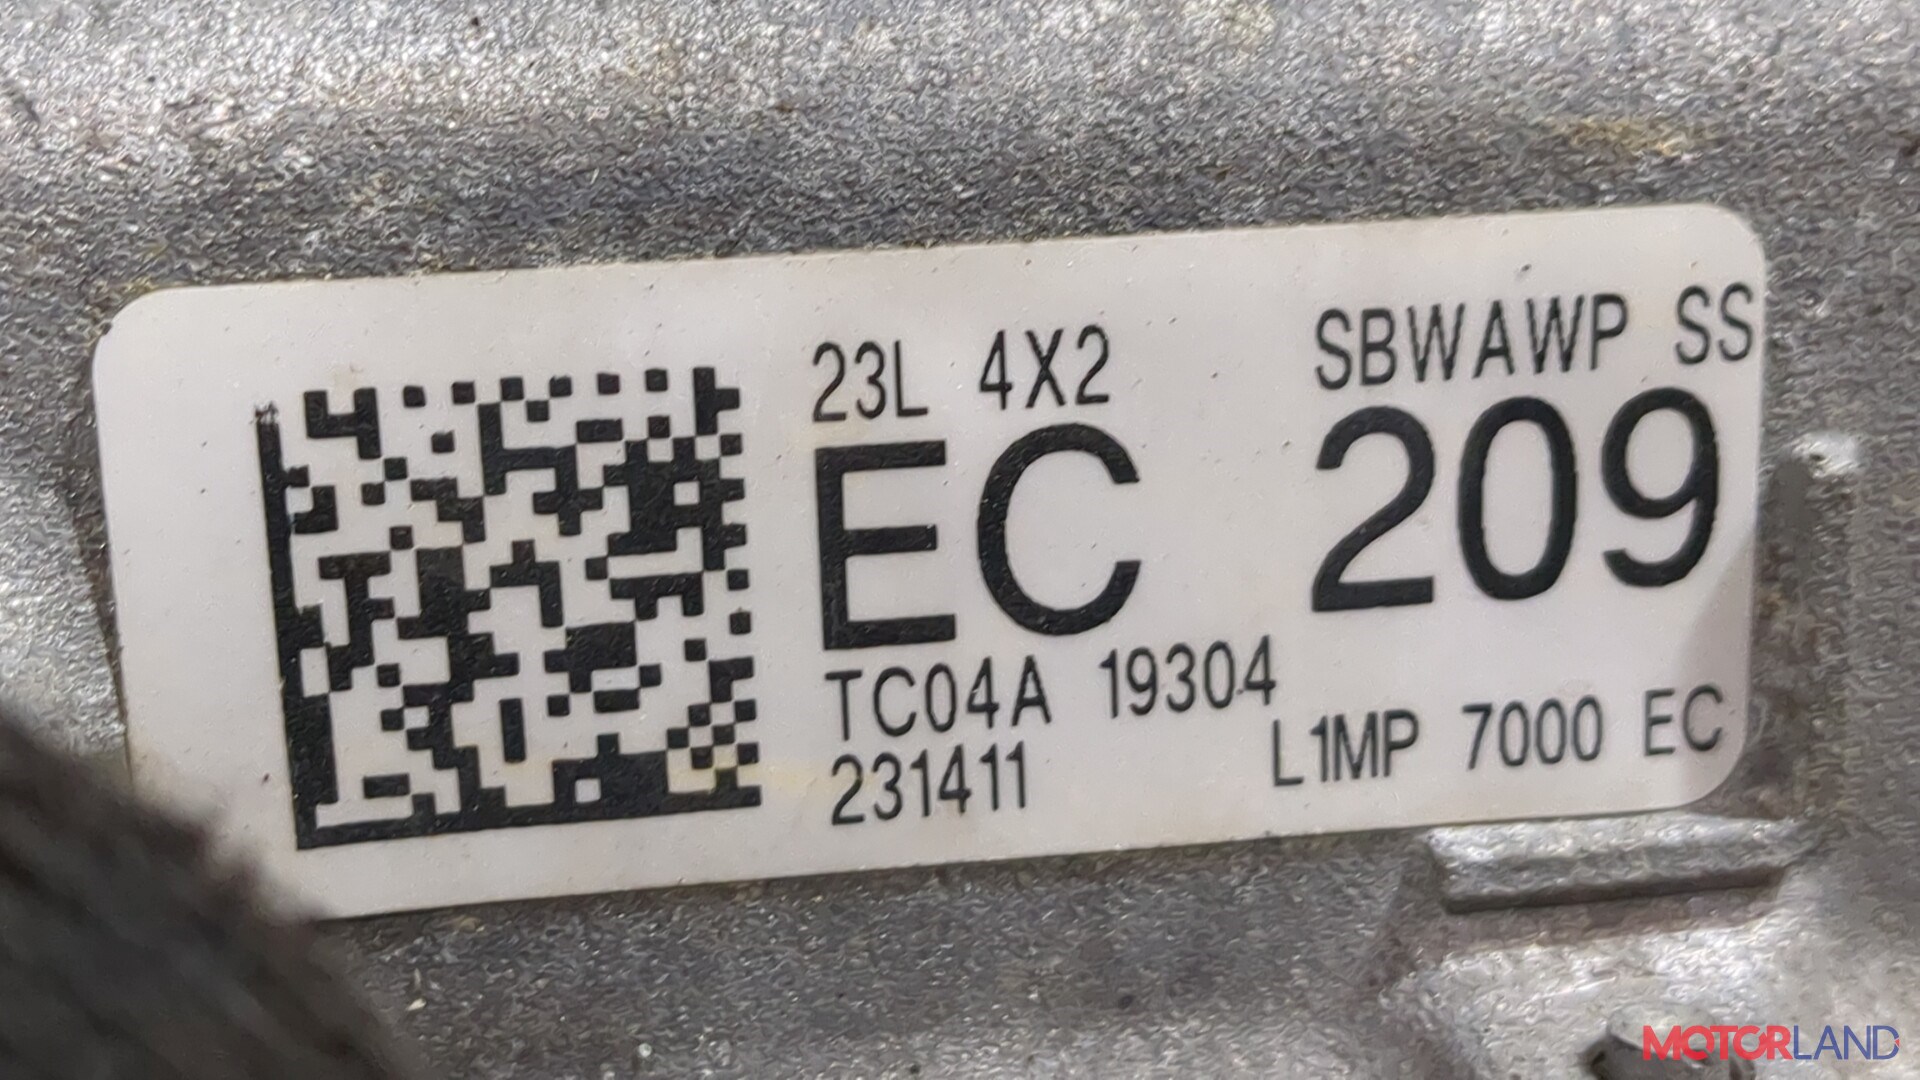 23L 4X2 SBWAWP SS
EC 209
TC04A 19304
231411 L1MP 7000 EC
MOTORLAND